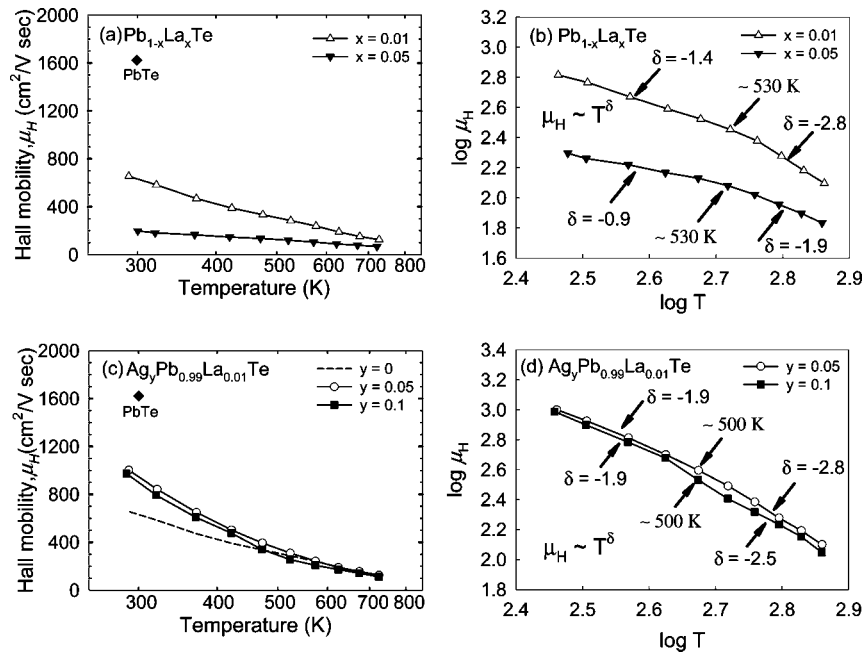 (a) Pb1-xLaxTe
x = 0.01
x = 0.05
PbTe
2000
1600
1200
800
400
0
Hall mobility, μH (cm2/V sec)
300 400 500 600 700 800
Temperature (K)
(b) Pb1-xLaxTe
x = 0.01
x = 0.05
δ = -1.4
~ 530 K
μH ~ Tδ
δ = -2.8
δ = -0.9
~ 530 K
δ = -1.9
3.4
3.2
3.0
2.8
2.6
2.4
2.2
2.0
1.8
1.6
log μH
2.4 2.5 2.6 2.7 2.8 2.9
log T
(c) AgyPb0.99La0.01Te
y = 0
y = 0.05
y = 0.1
PbTe
2000
1600
1200
800
400
0
Hall mobility, μH (cm2/V sec)
300 400 500 600 700 800
Temperature (K)
(d) AgyPb0.99La0.01Te
y = 0.05
y = 0.1
δ = -1.9
~ 500 K
δ = -2.8
δ = -1.9
~ 500 K
μH ~ Tδ
δ = -2.5
3.4
3.2
3.0
2.8
2.6
2.4
2.2
2.0
1.8
log μH
2.4 2.5 2.6 2.7 2.8 2.9
log T